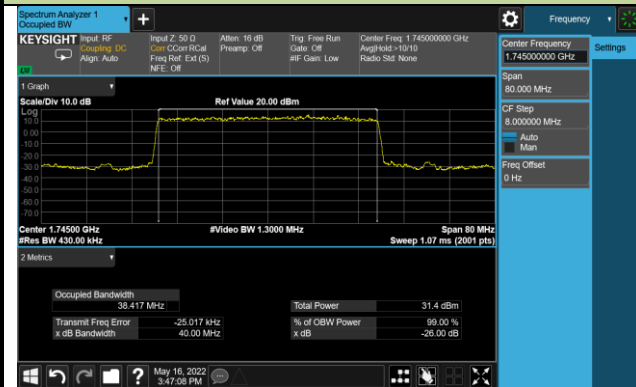 Spectrum Analyzer 1
Occupied BW
+
Frequency
KEYSIGHT
Input: RF
Coupling: DC
Align: Auto
Input Z: 50 Ω
Corr CCorr RCal
Freq Ref: Ext (S)
NFE: Off
Atten: 16 dB
Preamp: Off
Trig: Free Run
Gate: Off
#IF Gain: Low
Center Freq: 1.745000000 GHz
Avg|Hold:>10/10
Radio Std: None
Center Frequency
1.745000000 GHz
Settings
Span
80.000 MHz
CF Step
8.000000 MHz
Auto
Man
Freq Offset
0 Hz
1 Graph
Scale/Div 10.0 dB
Ref Value 20.00 dBm
Log
10.0
0.00
-10.0
-20.0
-30.0
-40.0
-50.0
-60.0
-70.0
Center 1.74500 GHz
#Video BW 1.3000 MHz
Span 80 MHz
#Res BW 430.00 kHz
Sweep 1.07 ms (2001 pts)
2 Metrics
Occupied Bandwidth
38.417 MHz
Total Power
31.4 dBm
Transmit Freq Error
-25.017 kHz
% of OBW Power
99.00 %
x dB Bandwidth
40.00 MHz
x dB
-26.00 dB
?
May 16, 2022
3:47:08 PM